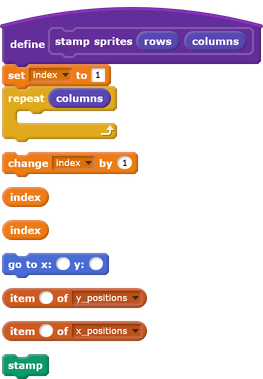 define stamp sprites rows columns
set index to 1
repeat columns
change index by 1
index
index
go to x: y:
item of y_positions
item of x_positions
stamp